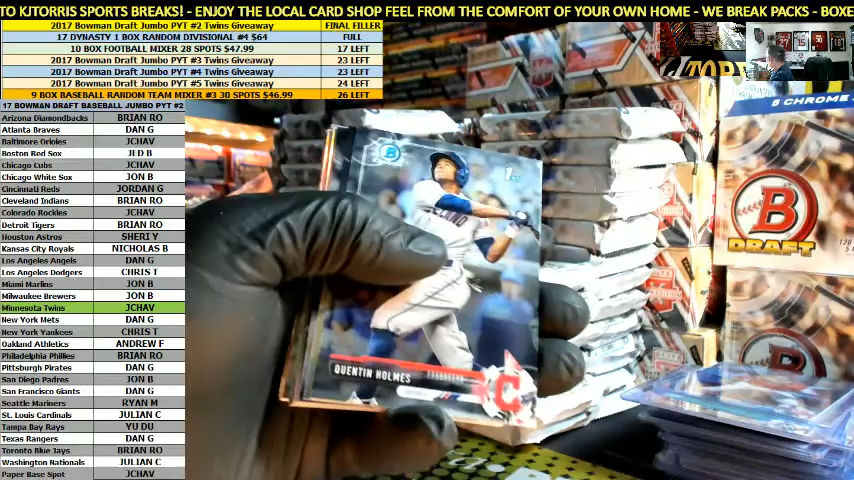 TO KJTORRIS SPORTS BREAKS! - ENJOY THE LOCAL CARD SHOP FEEL FROM THE COMFORT OF YOUR OWN HOME - WE BREAK PACKS - BOXE
2017 Bowman Draft Jumbo PYT #2 Twins Giveaway FINAL FILLER
17 DYNASTY 1 BOX RANDOM DIVISIONAL #4 $64 FULL
10 BOX FOOTBALL MIXER 28 SPOTS $47.99 17 LEFT
2017 Bowman Draft Jumbo PYT #3 Twins Giveaway 23 LEFT
2017 Bowman Draft Jumbo PYT #4 Twins Giveaway 23 LEFT
2017 Bowman Draft Jumbo PYT #5 Twins Giveaway 24 LEFT
9 BOX BASEBALL RANDOM TEAM MIXER #3 30 SPOTS $46.99 26 LEFT
17 BOWMAN DRAFT BASEBALL JUMBO PYT #2
Arizona Diamondbacks BRIAN RO
Atlanta Braves DAN G
Baltimore Orioles JCHAV
Boston Red Sox JED B
Chicago Cubs JCHAV
Chicago White Sox JON B
Cincinnati Reds JORDAN G
Cleveland Indians BRIAN RO
Colorado Rockies JCHAV
Detroit Tigers BRIAN RO
Houston Astros SHERI Y
Kansas City Royals NICHOLAS B
Los Angeles Angels DAN G
Los Angeles Dodgers CHRIS T
Miami Marlins JON B
Milwaukee Brewers JON B
Minnesota Twins JCHAV
New York Mets DAN G
New York Yankees CHRIS T
Oakland Athletics ANDREW F
Philadelphia Phillies BRIAN RO
Pittsburgh Pirates DAN G
San Diego Padres JON B
San Francisco Giants DAN G
Seattle Mariners RYAN M
St. Louis Cardinals JULIAN C
Tampa Bay Rays YU DU
Texas Rangers DAN G
Toronto Blue Jays BRIAN RO
Washington Nationals JULIAN C
Paper Base Spot JCHAV
B
1st
QUENTIN HOLMES
C
5 CHROME
B
DRAFT
120